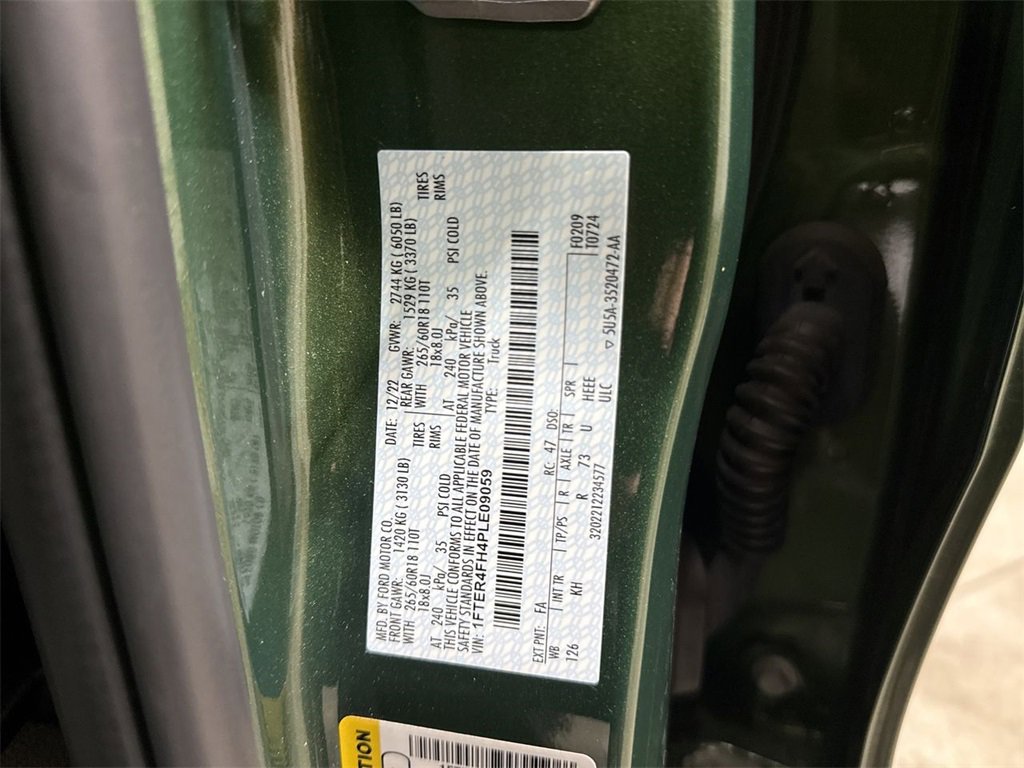 MFD. BY FORD MOTOR CO.
DATE: 12/22 GVWR: 2744 KG ( 6050 LB)
FRONT GAWR: 1420 KG ( 3130 LB)
REAR GAWR: 1529 KG ( 3370 LB)
WITH 265/60R18 110T TIRES
WITH 265/60R18 110T TIRES
18x8.0J RIMS
18x8.0J RIMS
AT 240 kPa/ 35 PSI COLD
AT 240 kPa/ 35 PSI COLD
THIS VEHICLE CONFORMS TO ALL APPLICABLE FEDERAL MOTOR VEHICLE
SAFETY STANDARDS IN EFFECT ON THE DATE OF MANUFACTURE SHOWN ABOVE.
VIN: 1FTER4FH4PLE09059 TYPE: Truck
EXT PNT: FA RC: 47 DSO: F0209
WB INT TR TP/PS R AXLE TR SPR T0724
126 KH R 73 U HEEE
3202212234577 ULC ▽ 5U5A-3520472-AA